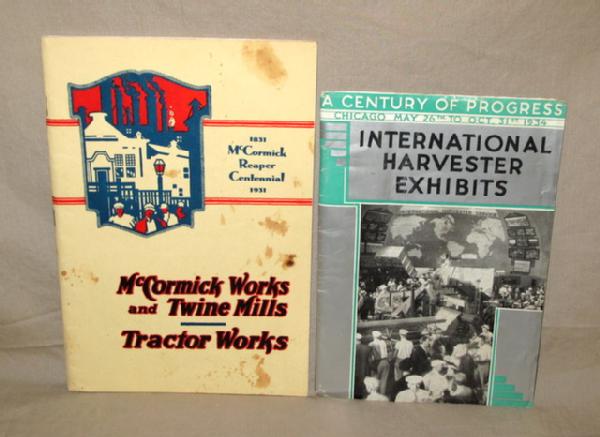 1831
McCormick
Reaper
Centennial
1931
McCormick Works
and Twine Mills
Tractor Works
A CENTURY OF PROGRESS
CHICAGO MAY 26TH TO OCT. 31ST 1934
INTERNATIONAL
HARVESTER
EXHIBITS